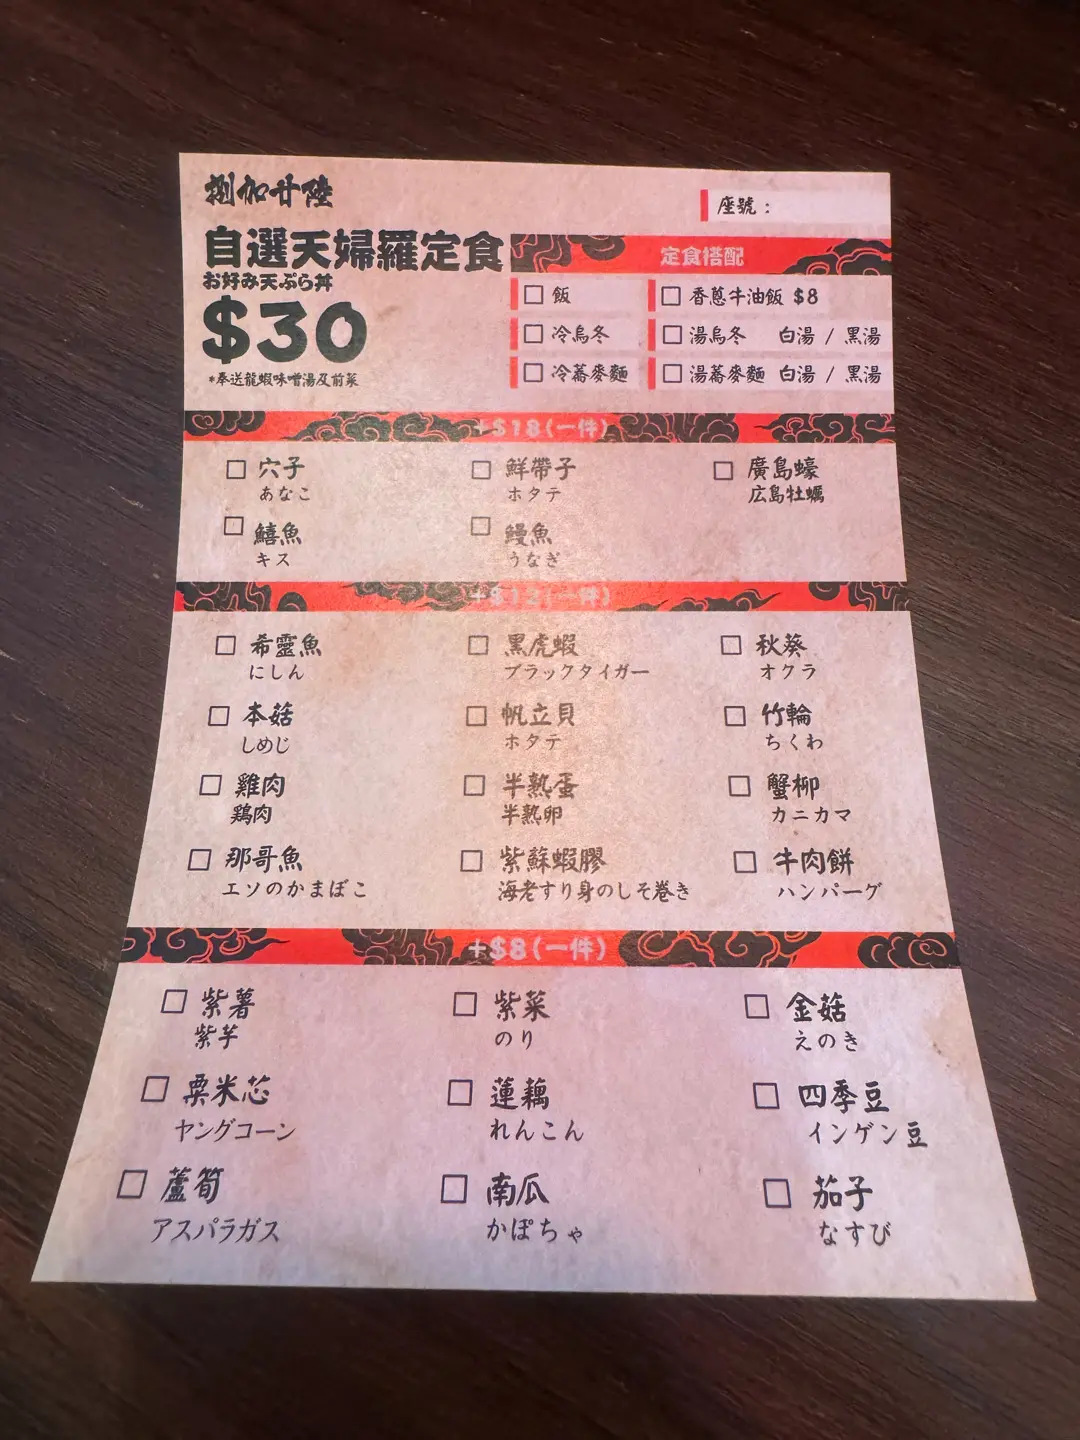 捌加廿陸
座號：
自選天婦羅定食
お好み天ぷら丼
$30
*奉送龍蝦味噌湯及前菜
定食搭配
飯
香蔥牛油飯 $8
冷烏冬
湯烏冬 白湯 / 黑湯
冷蕎麥麵
湯蕎麥麵 白湯 / 黑湯
+$18(一件)
穴子 鮮帶子 廣島蠔
あなこ ホタテ 広島牡蠣
鱚魚 鰻魚
キス うなぎ
+$12(一件)
希靈魚 黑虎蝦 秋葵
にしん ブラックタイガー オクラ
本菇 帆立貝 竹輪
しめじ ホタテ ちくわ
雞肉 半熟蛋 蟹柳
鶏肉 半熟卵 カニカマ
那哥魚 紫蘇蝦膠 牛肉餅
エソのかまぼこ 海老すり身のしそ巻き ハンバーグ
+$8(一件)
紫薯 紫菜 金菇
紫芋 のり えのき
粟米芯 蓮藕 四季豆
ヤングコーン れんこん インゲン豆
蘆筍 南瓜 茄子
アスパラガス かぼちゃ なすび